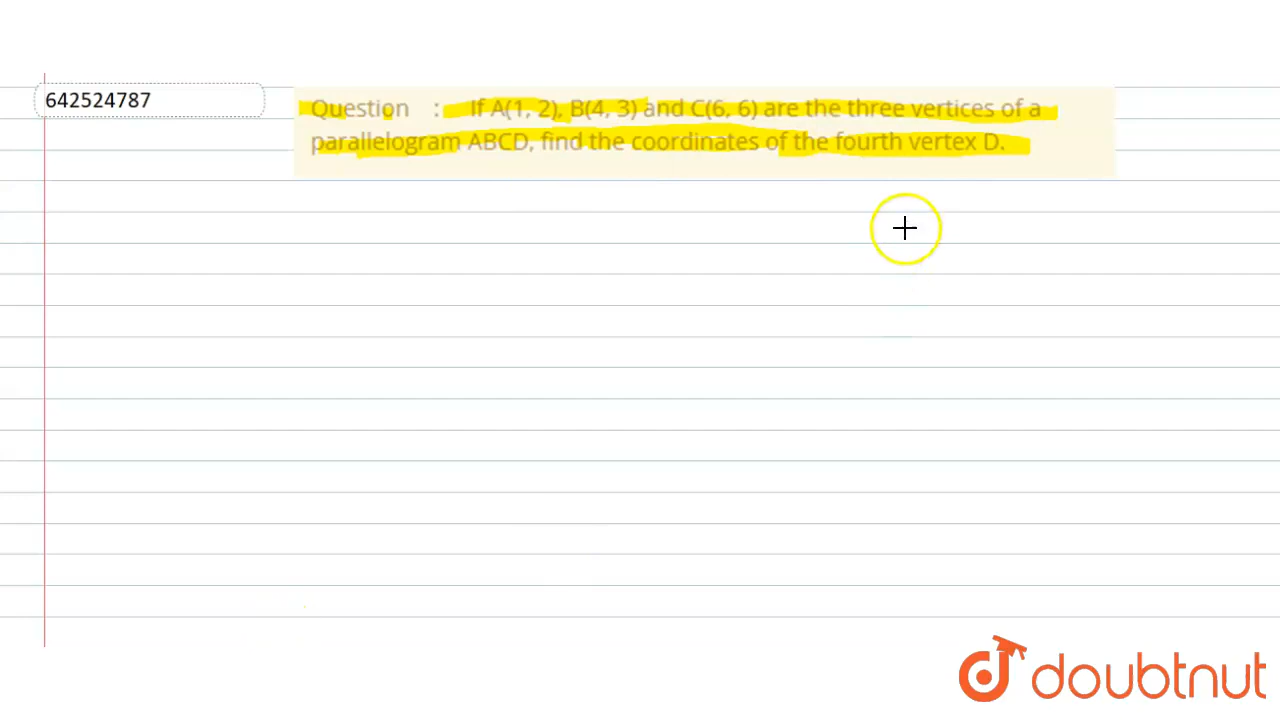 642524787
Question : If A(1, 2), B(4, 3) and C(6, 6) are the three vertices of a
parallelogram ABCD, find the coordinates of the fourth vertex D.
doubtnut